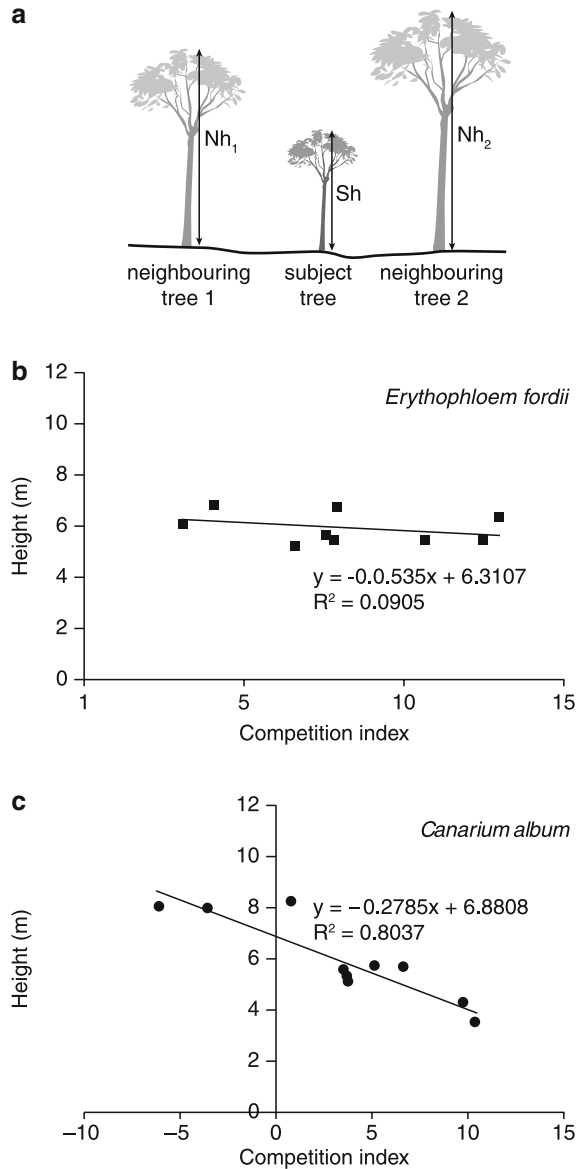 a
Nh1
Sh
Nh2
neighbouring tree 1
subject tree
neighbouring tree 2
b
Erythophloem fordii
12
10
8
6
4
2
0
Height (m)
y = -0.0.535x + 6.3107
R² = 0.0905
1
5
10
15
Competition index
c
Canarium album
12
10
8
6
4
2
0
Height (m)
y = −0.2785x + 6.8808
R² = 0.8037
−10
−5
0
5
10
15
Competition index